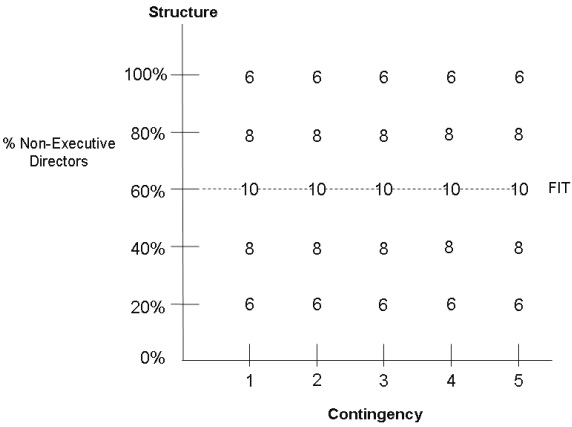 Structure
100% 6 6 6 6 6
80% 8 8 8 8 8
% Non-Executive
Directors
60% 10 10 10 10 10 FIT
40% 8 8 8 8 8
20% 6 6 6 6 6
0%
1 2 3 4 5
Contingency